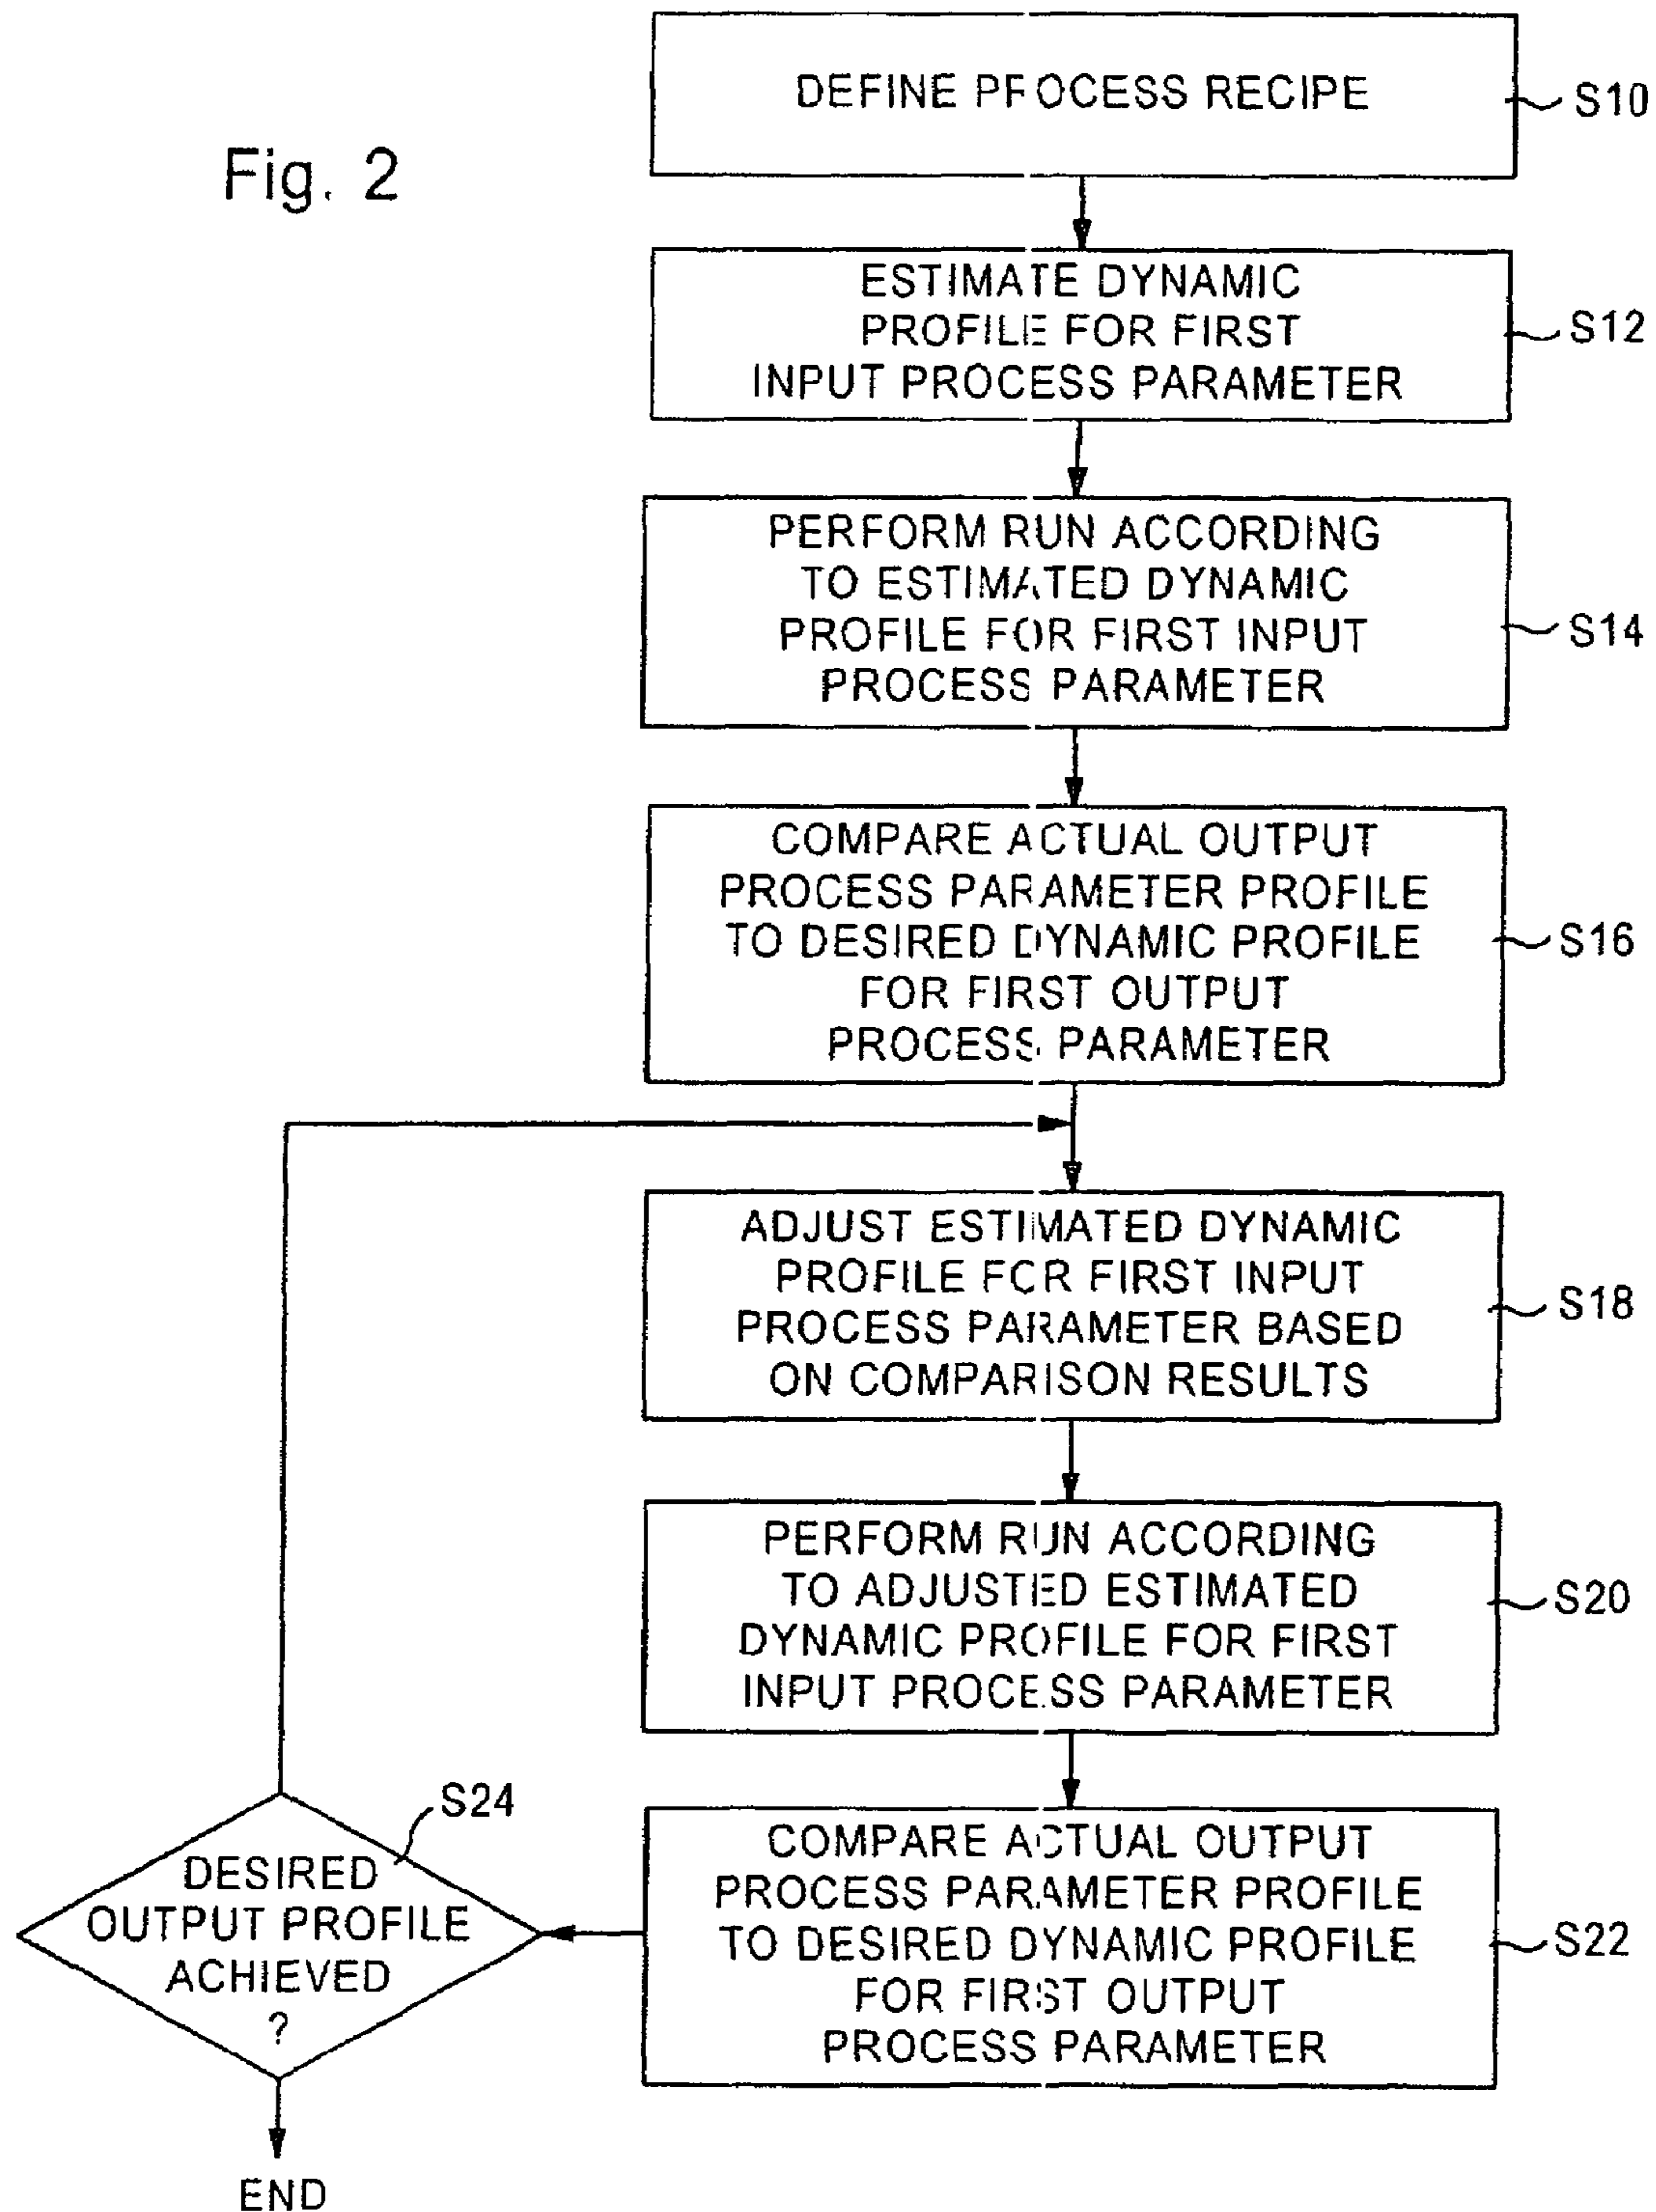 Fig. 2
DEFINE PROCESS RECIPE
S10
ESTIMATE DYNAMIC
PROFILE FOR FIRST
INPUT PROCESS PARAMETER
S12
PERFORM RUN ACCORDING
TO ESTIMATED DYNAMIC
PROFILE FOR FIRST INPUT
PROCESS PARAMETER
S14
COMPARE ACTUAL OUTPUT
PROCESS PARAMETER PROFILE
TO DESIRED DYNAMIC PROFILE
FOR FIRST OUTPUT
PROCESS PARAMETER
S16
ADJUST ESTIMATED DYNAMIC
PROFILE FOR FIRST INPUT
PROCESS PARAMETER BASED
ON COMPARISON RESULTS
S18
PERFORM RUN ACCORDING
TO ADJUSTED ESTIMATED
DYNAMIC PROFILE FOR FIRST
INPUT PROCESS PARAMETER
S20
COMPARE ACTUAL OUTPUT
PROCESS PARAMETER PROFILE
TO DESIRED DYNAMIC PROFILE
FOR FIRST OUTPUT
PROCESS PARAMETER
S22
S24
DESIRED
OUTPUT PROFILE
ACHIEVED
?
END